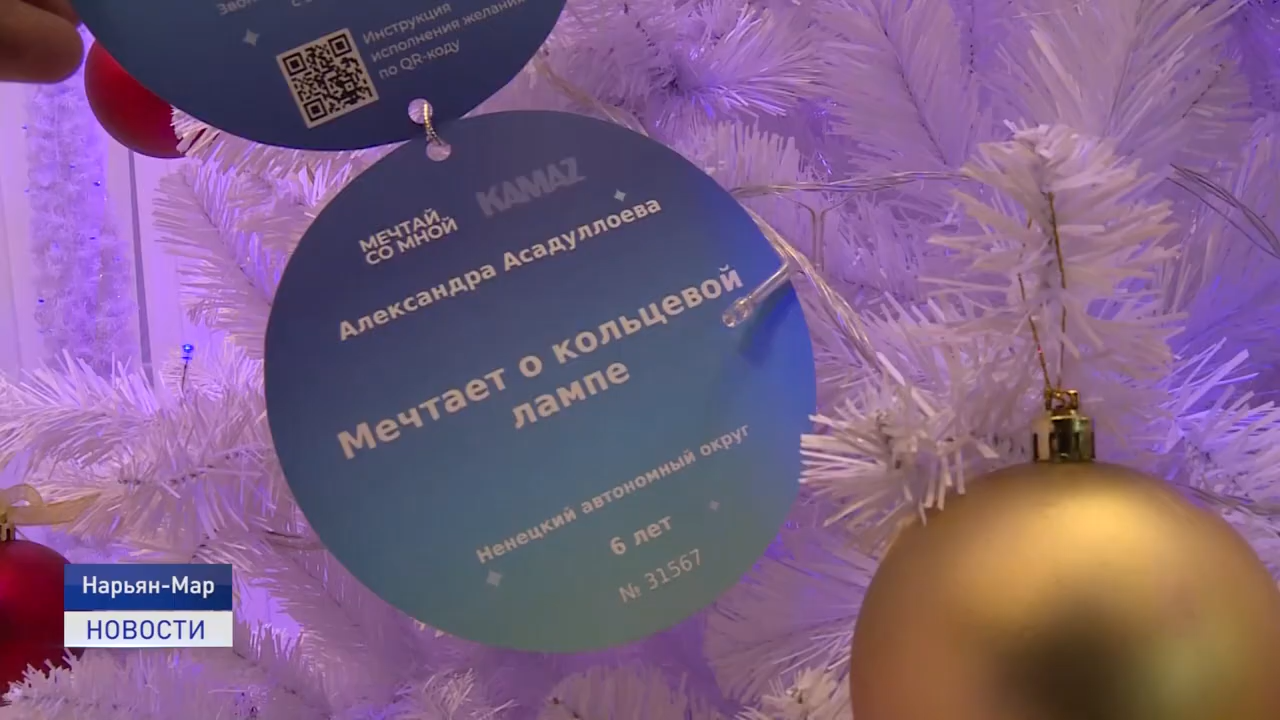 Инструкция
исполнения желания
по QR-коду
МЕЧТАЙ
СО МНОЙ
KAMAZ
Александра Асадуллоева
Мечтает о кольцевой
лампе
Ненецкий автономный округ
6 лет
№ 31567
Нарьян-Мар
НОВОСТИ